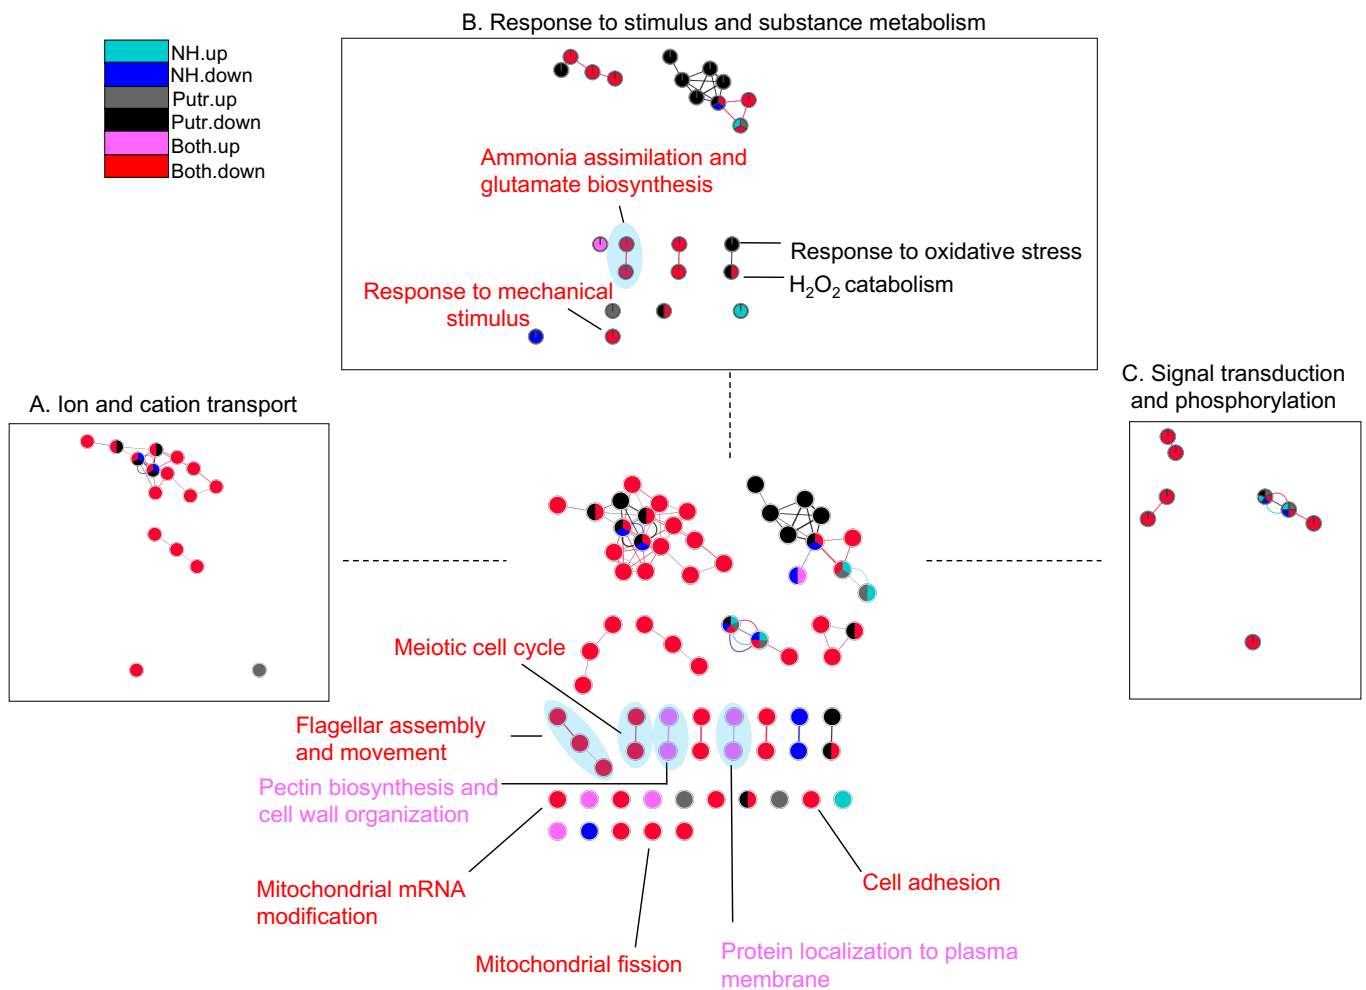 B. Response to stimulus and substance metabolism
NH.up
NH.down
Putr.up
Putr.down
Both.up
Both.down
Ammonia assimilation and
glutamate biosynthesis
Response to oxidative stress
H2O2 catabolism
Response to mechanical
stimulus
A. Ion and cation transport
C. Signal transduction
and phosphorylation
Meiotic cell cycle
Flagellar assembly
and movement
Pectin biosynthesis and
cell wall organization
Mitochondrial mRNA
modification
Cell adhesion
Mitochondrial fission
Protein localization to plasma
membrane